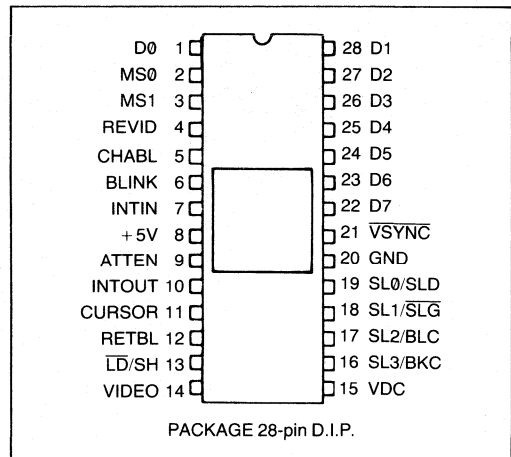 D0 1 28 D1
MS0 2 27 D2
MS1 3 26 D3
REVID 4 25 D4
CHABL 5 24 D5
BLINK 6 23 D6
INTIN 7 22 D7
+5V 8 21 VSYNC
ATTEN 9 20 GND
INTOUT 10 19 SL0/SLD
CURSOR 11 18 SL1/SLG
RETBL 12 17 SL2/BLC
LD/SH 13 16 SL3/BKC
VIDEO 14 15 VDC
PACKAGE 28-pin D.I.P.